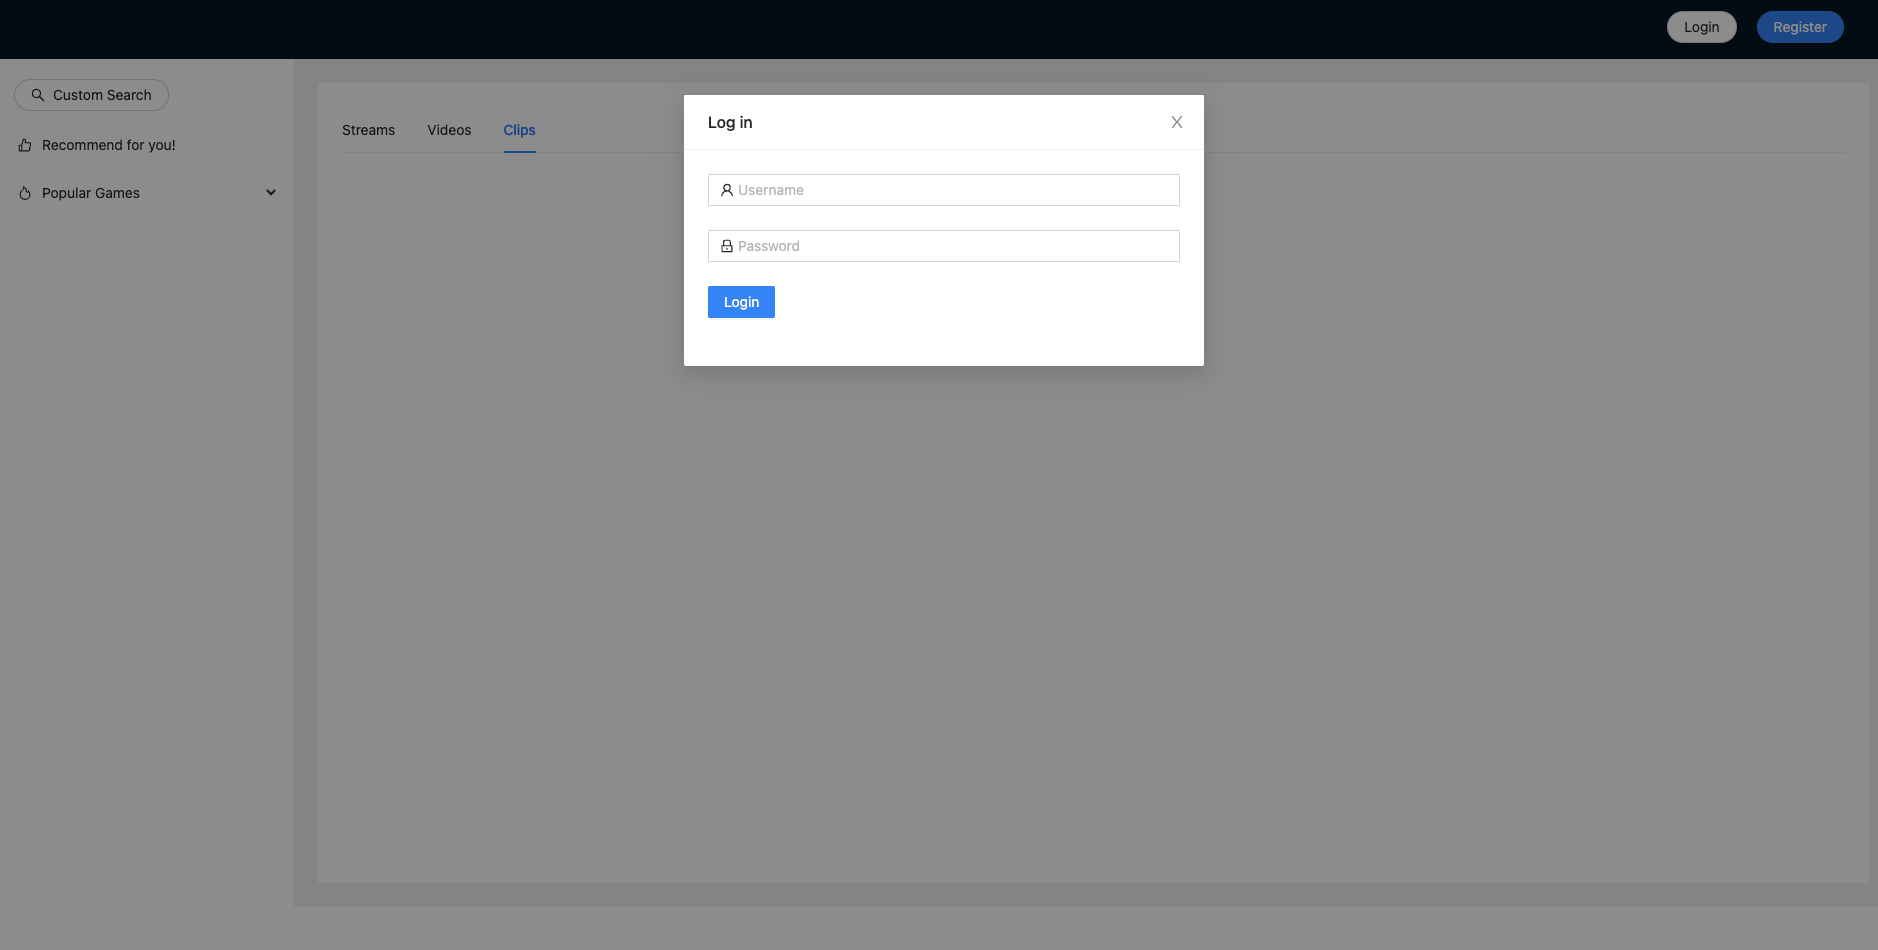 Login
Register
Custom Search
Recommend for you!
Popular Games
Streams
Videos
Clips
Log in
Username
Password
Login